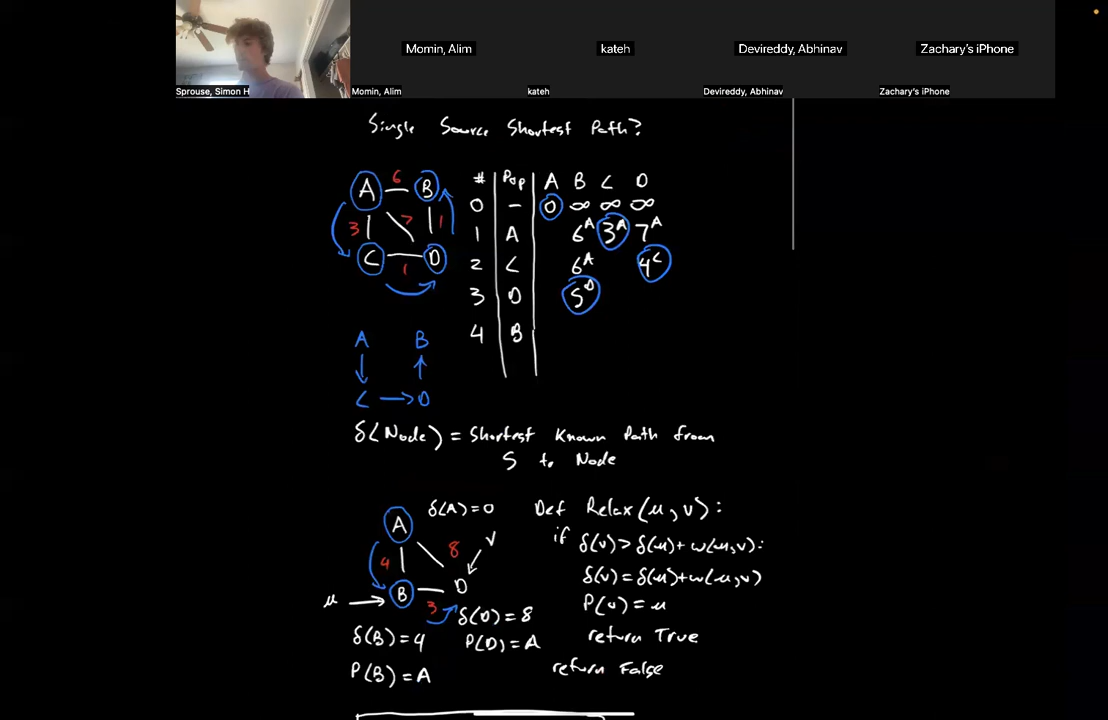 Momin, Alim
kateh
Devireddy, Abhinav
Zachary's iPhone
Sprouse, Simon H
Momin, Alim
kateh
Devireddy, Abhinav
Zachary's iPhone
Single Source Shortest Path?
A 6 B
3 7 1
C 1 D
# Pop A B C D
0 - 0 ∞ ∞ ∞
1 A 6^A 3^A 7^A
2 C 6^A 4^C
3 D 5^D
4 B
A B
C → D
δ(Node) = Shortest Known Path from
S to Node
A δ(A)=0
4 8 v
μ → B 3 D
δ(B)=4 δ(D)=8
P(B)=A P(D)=A
Def Relax(μ,v):
if δ(v)>δ(μ)+w(μ,v):
δ(v)=δ(μ)+w(μ,v)
P(v)=μ
return True
return False